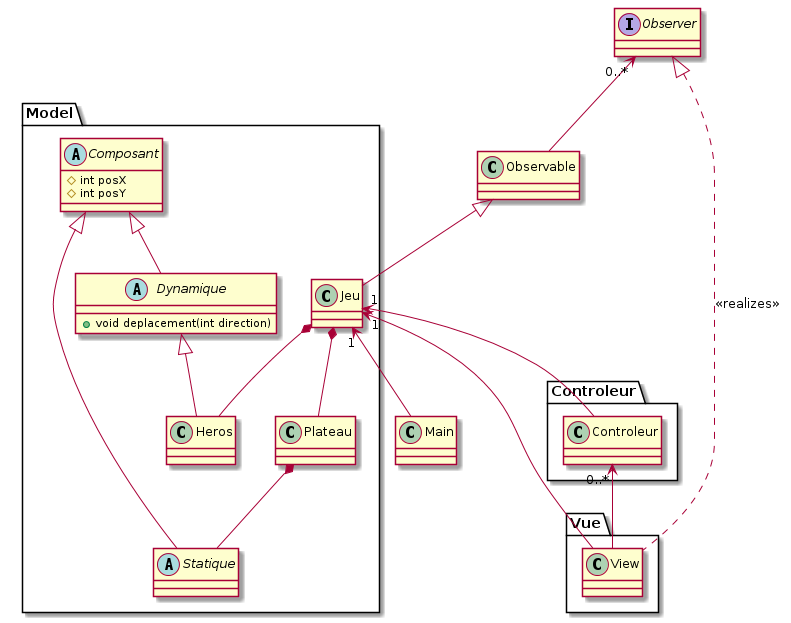 I Observer
0..*
Model
A Composant
int posX
int posY
C Observable
A Dynamique
void deplacement(int direction)
C Jeu
1
1
1
«realizes»
Controleur
C Heros
C Plateau
C Main
C Controleur
0..*
Vue
A Statique
C View